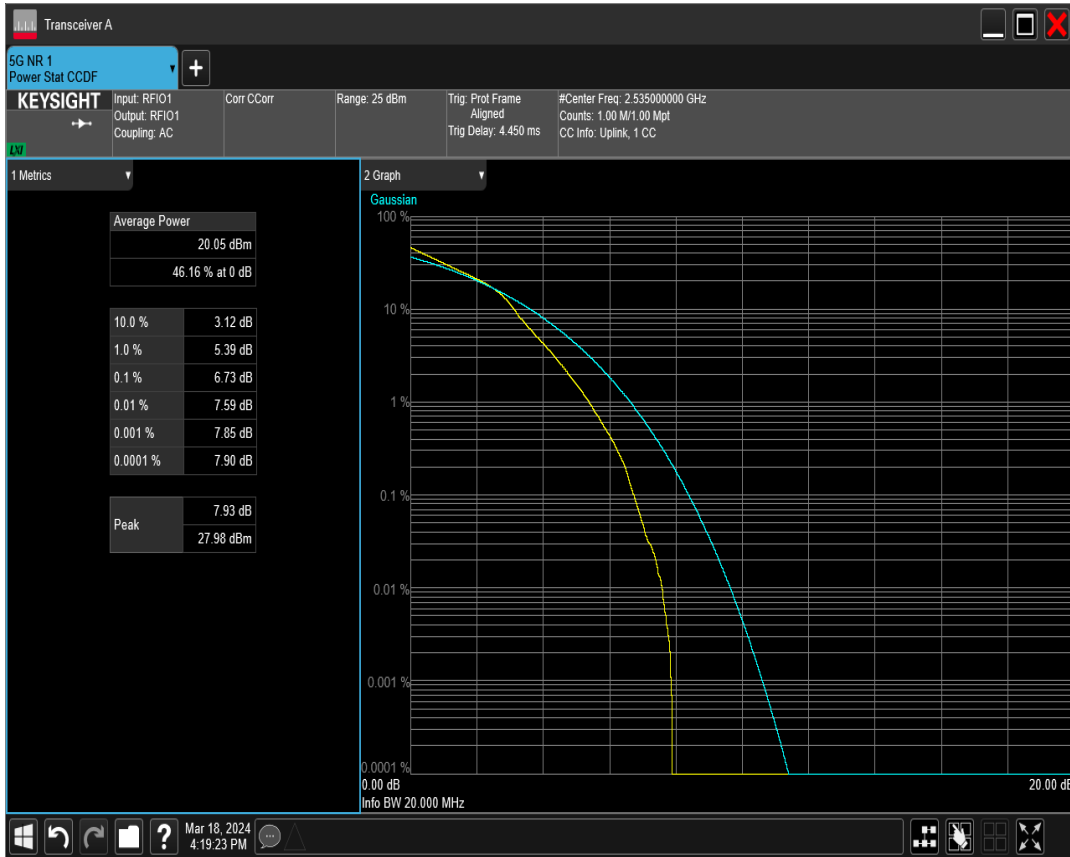 Transceiver A
5G NR 1
Power Stat CCDF
KEYSIGHT
LXI
Input: RFIO1
Output: RFIO1
Coupling: AC
Corr CCorr
Range: 25 dBm
Trig: Prot Frame
Aligned
Trig Delay: 4.450 ms
#Center Freq: 2.535000000 GHz
Counts: 1.00 M/1.00 Mpt
CC Info: Uplink, 1 CC
1 Metrics
Average Power
20.05 dBm
46.16 % at 0 dB
10.0 % 3.12 dB
1.0 % 5.39 dB
0.1 % 6.73 dB
0.01 % 7.59 dB
0.001 % 7.85 dB
0.0001 % 7.90 dB
Peak
7.93 dB
27.98 dBm
2 Graph
Gaussian
100 %
10 %
1 %
0.1 %
0.01 %
0.001 %
0.0001 %
0.00 dB 20.00 dB
Info BW 20.000 MHz
Mar 18, 2024
4:19:23 PM